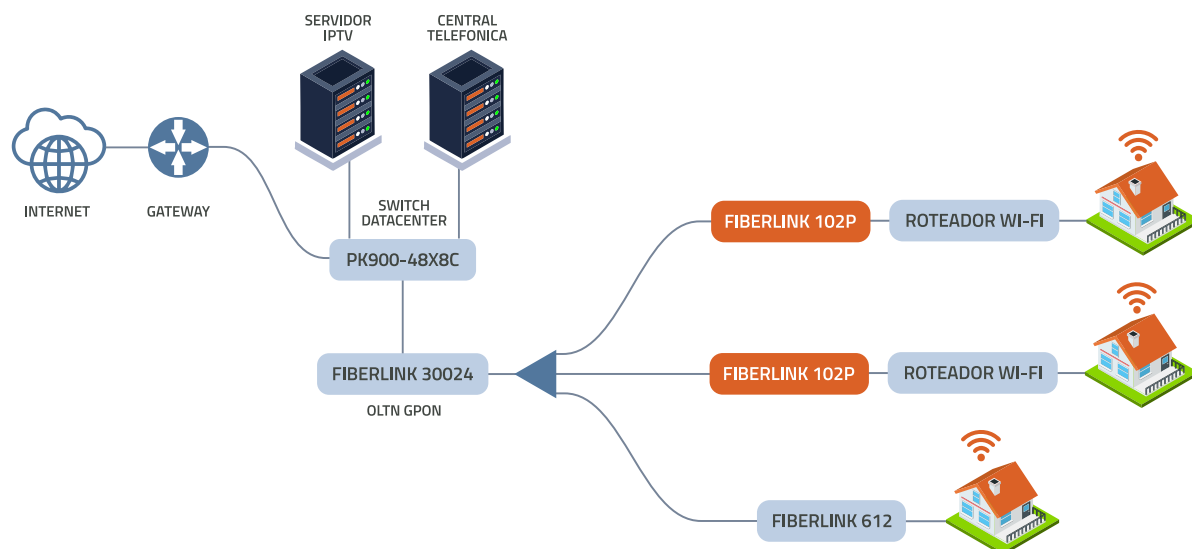 SERVIDOR
IPTV
CENTRAL
TELEFONICA
INTERNET
GATEWAY
SWITCH
DATACENTER
PK900-48X8C
FIBERLINK 102P
ROTEADOR WI-FI
FIBERLINK 30024
OLTN GPON
FIBERLINK 102P
ROTEADOR WI-FI
FIBERLINK 612